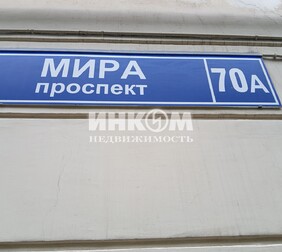 МИРА
проспект
70А
ИНКОМ
НЕДВИЖИМОСТЬ